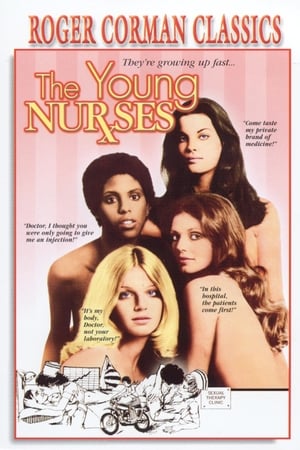 ROGER CORMAN CLASSICS
They're growing up fast...
The Young
NURSES
"Come taste
my private
brand of
medicine!"
"Doctor, I thought you
were only going to give
me an injection!"
"It's my
body,
Doctor,
not your
laboratory!"
"In this
hospital,
the patients
come first!"
SEXUAL
THERAPY
CLINIC